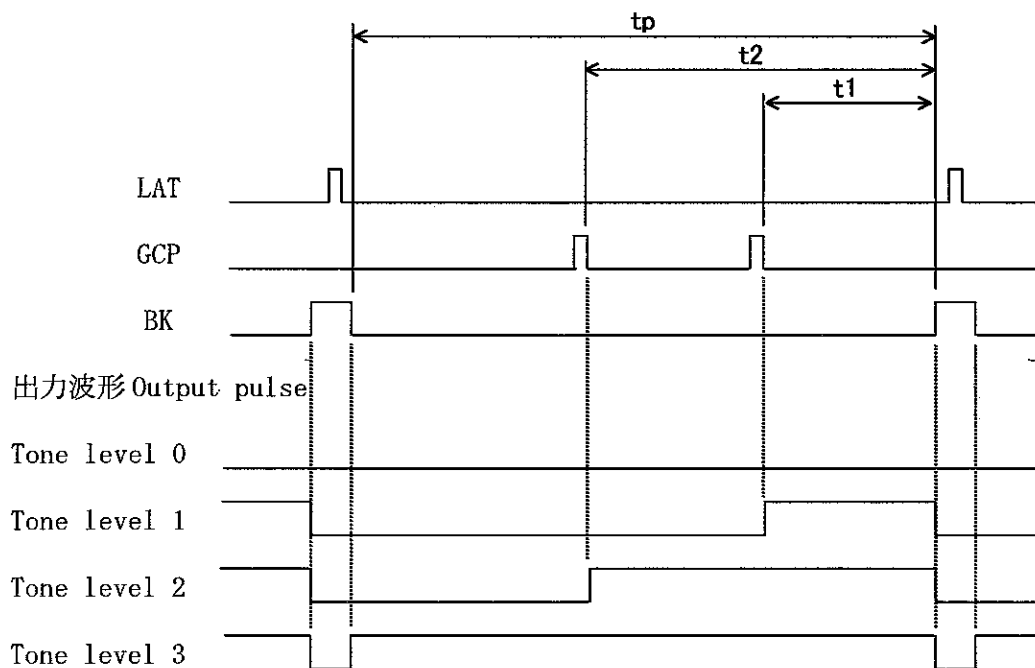 tp
t2
t1
LAT
GCP
BK
出力波形 Output pulse
Tone level 0
Tone level 1
Tone level 2
Tone level 3